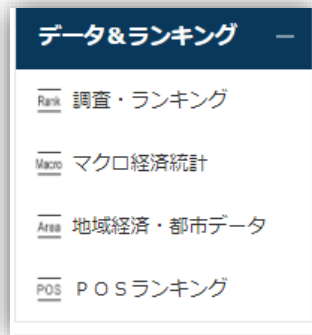 データ&ランキング －
Rank 調査・ランキング
Macro マクロ経済統計
Area 地域経済・都市データ
POS ＰＯＳランキング